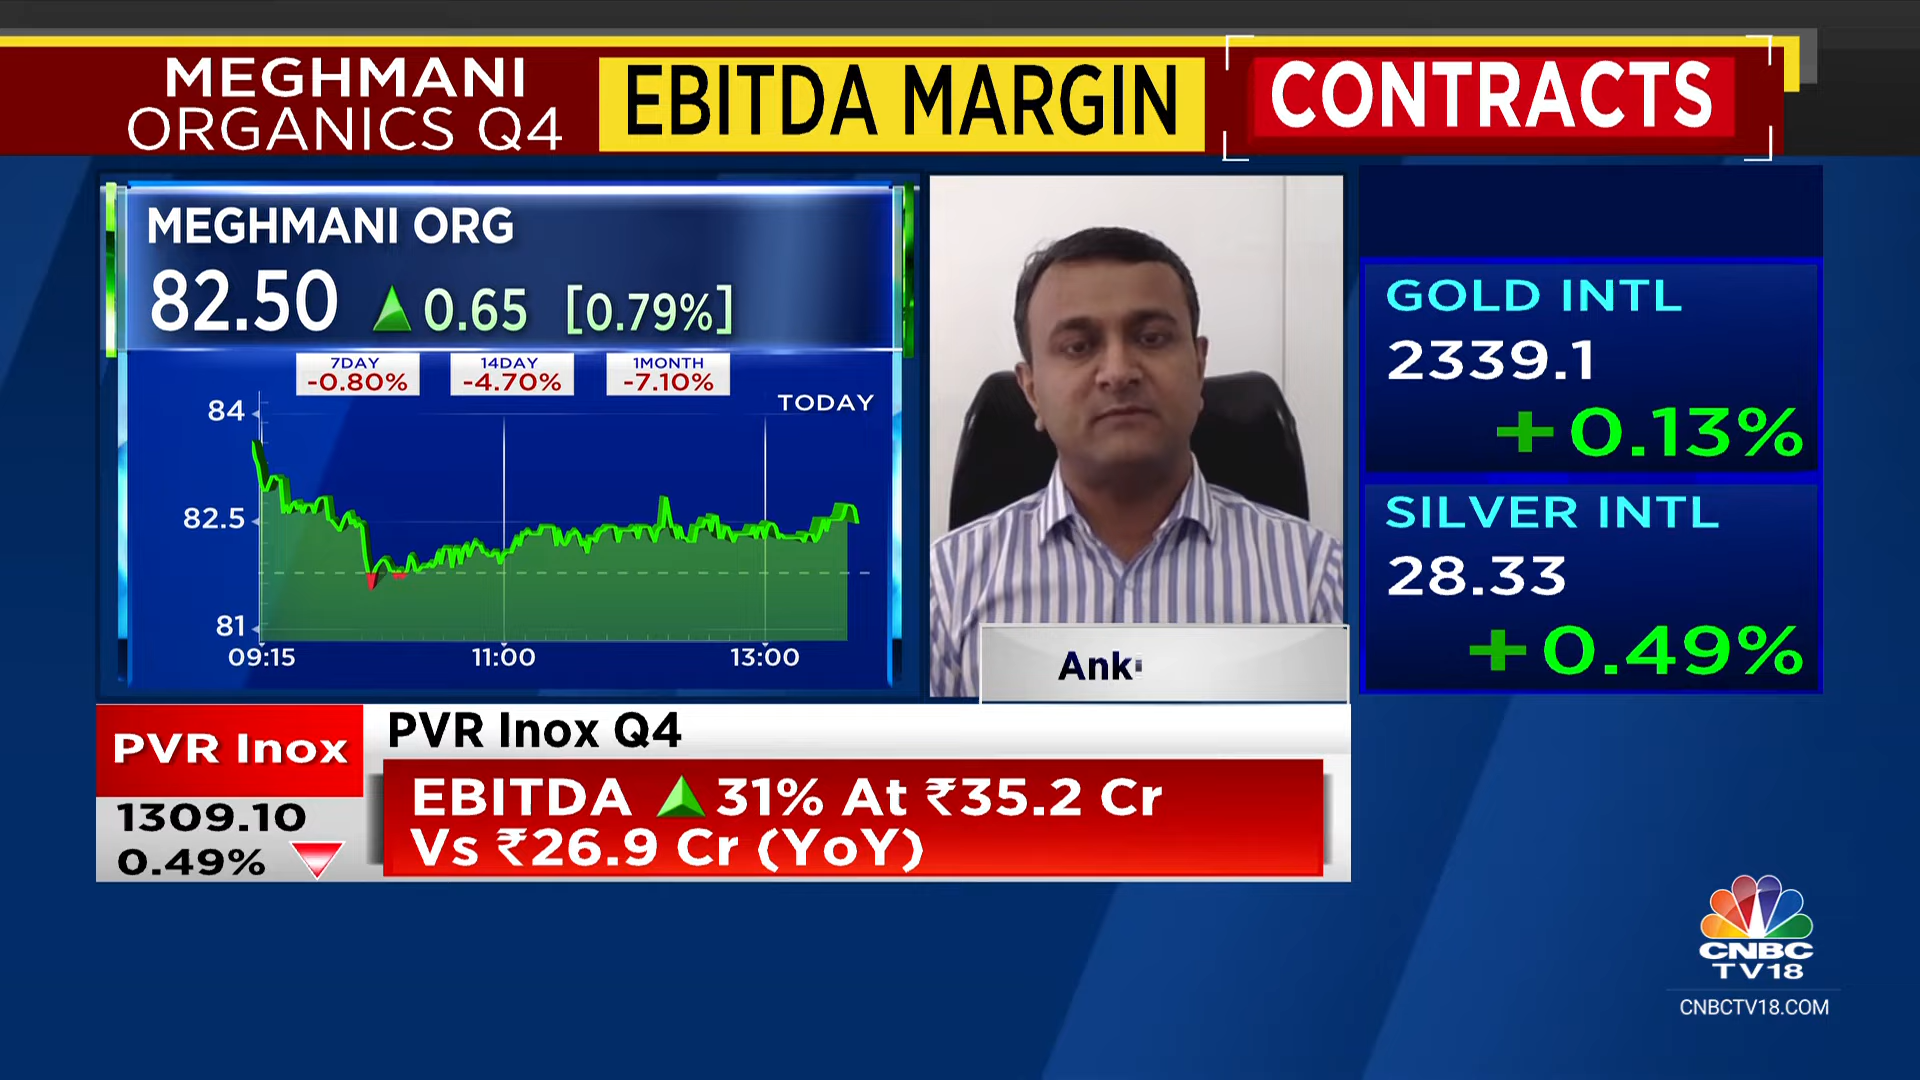 MEGHMANI
ORGANICS Q4
EBITDA MARGIN
CONTRACTS
MEGHMANI ORG
82.50 0.65 [0.79%]
7DAY
-0.80%
14DAY
-4.70%
1MONTH
-7.10%
TODAY
84
82.5
81
09:15 11:00 13:00
Ank
GOLD INTL
2339.1
+0.13%
SILVER INTL
28.33
+0.49%
PVR Inox
1309.10
0.49%
PVR Inox Q4
EBITDA 31% At ₹35.2 Cr
Vs ₹26.9 Cr (YoY)
CNBC
TV18
CNBCTV18.COM